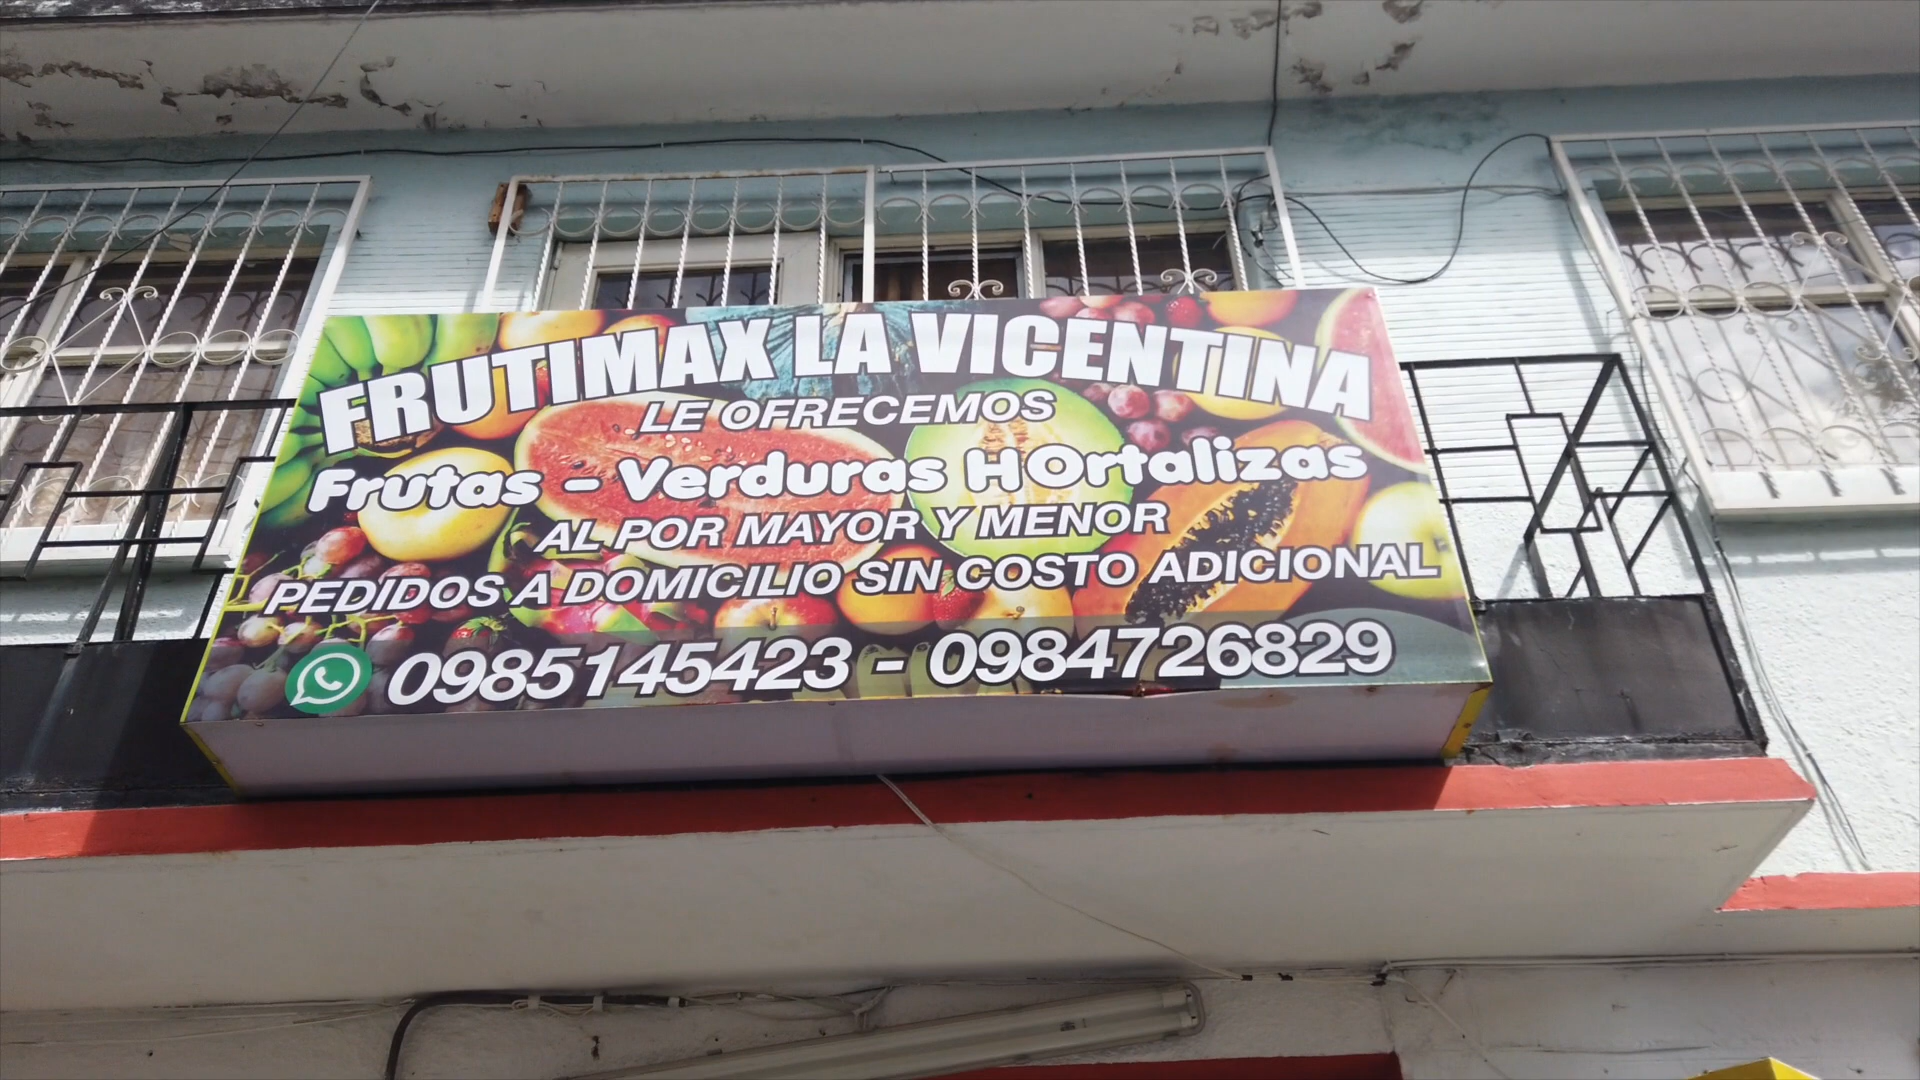 FRUTIMAX LA VICENTINA
LE OFRECEMOS
Frutas - Verduras HOrtalizas
AL POR MAYOR Y MENOR
PEDIDOS A DOMICILIO SIN COSTO ADICIONAL
0985145423 - 0984726829